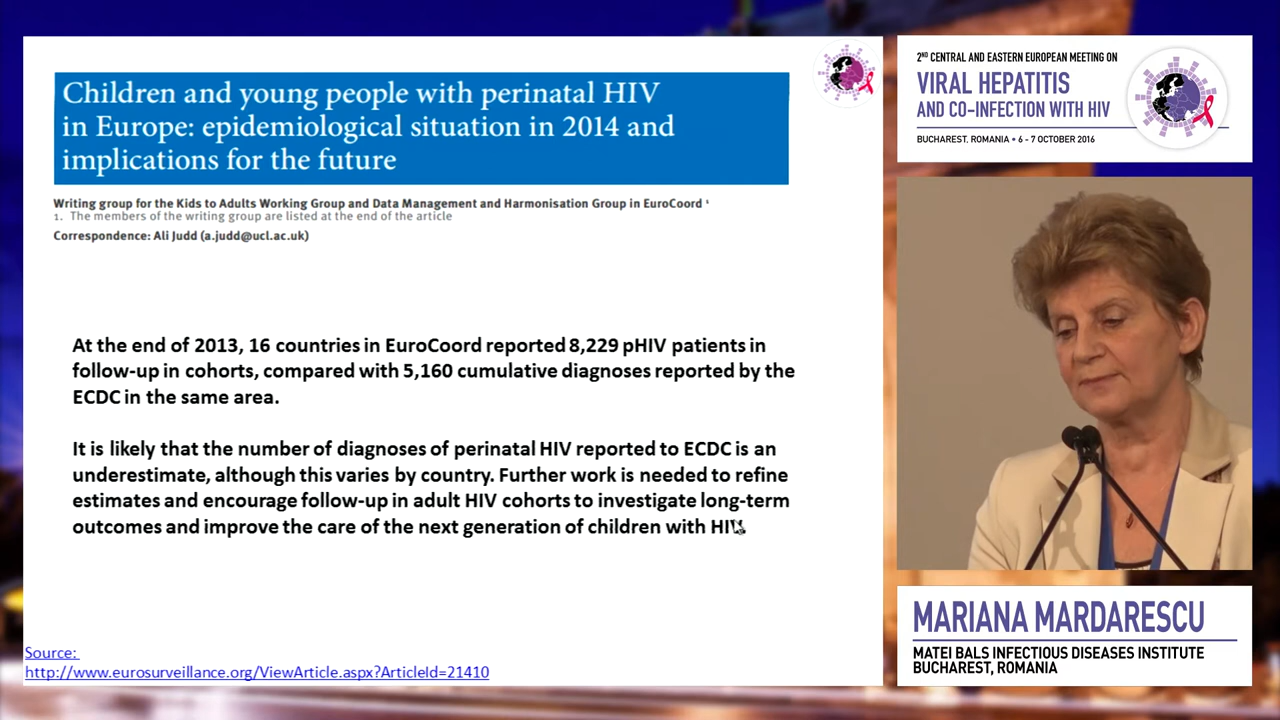 Children and young people with perinatal HIV
in Europe: epidemiological situation in 2014 and
implications for the future
Writing group for the Kids to Adults Working Group and Data Management and Harmonisation Group in EuroCoord ¹
1. The members of the writing group are listed at the end of the article
Correspondence: Ali Judd (a.judd@ucl.ac.uk)
At the end of 2013, 16 countries in EuroCoord reported 8,229 pHIV patients in
follow-up in cohorts, compared with 5,160 cumulative diagnoses reported by the
ECDC in the same area.
It is likely that the number of diagnoses of perinatal HIV reported to ECDC is an
underestimate, although this varies by country. Further work is needed to refine
estimates and encourage follow-up in adult HIV cohorts to investigate long-term
outcomes and improve the care of the next generation of children with HIV.
Source:
http://www.eurosurveillance.org/ViewArticle.aspx?ArticleId=21410
2ND CENTRAL AND EASTERN EUROPEAN MEETING ON
VIRAL HEPATITIS
AND CO-INFECTION WITH HIV
BUCHAREST, ROMANIA • 6 - 7 OCTOBER 2016
MARIANA MARDARESCU
MATEI BALS INFECTIOUS DISEASES INSTITUTE
BUCHAREST, ROMANIA